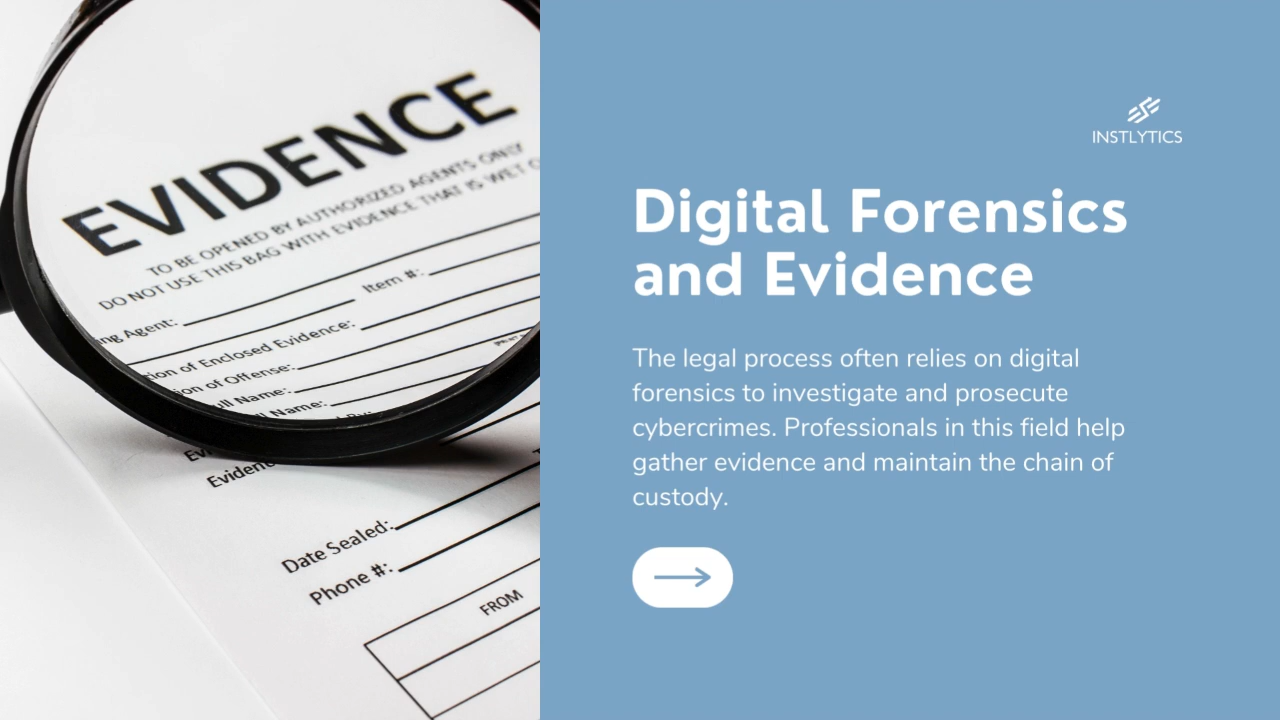 EVIDENCE
TO BE OPENED BY AUTHORIZED AGENTS ONLY
DO NOT USE THIS BAG WITH EVIDENCE THAT IS WET
Item #:
Agent:
of Enclosed Evidence:
of Offense:
Name:
Name:
Date Sealed:
Phone #:
FROM
INSTLYTICS
Digital Forensics
and Evidence
The legal process often relies on digital
forensics to investigate and prosecute
cybercrimes. Professionals in this field help
gather evidence and maintain the chain of
custody.